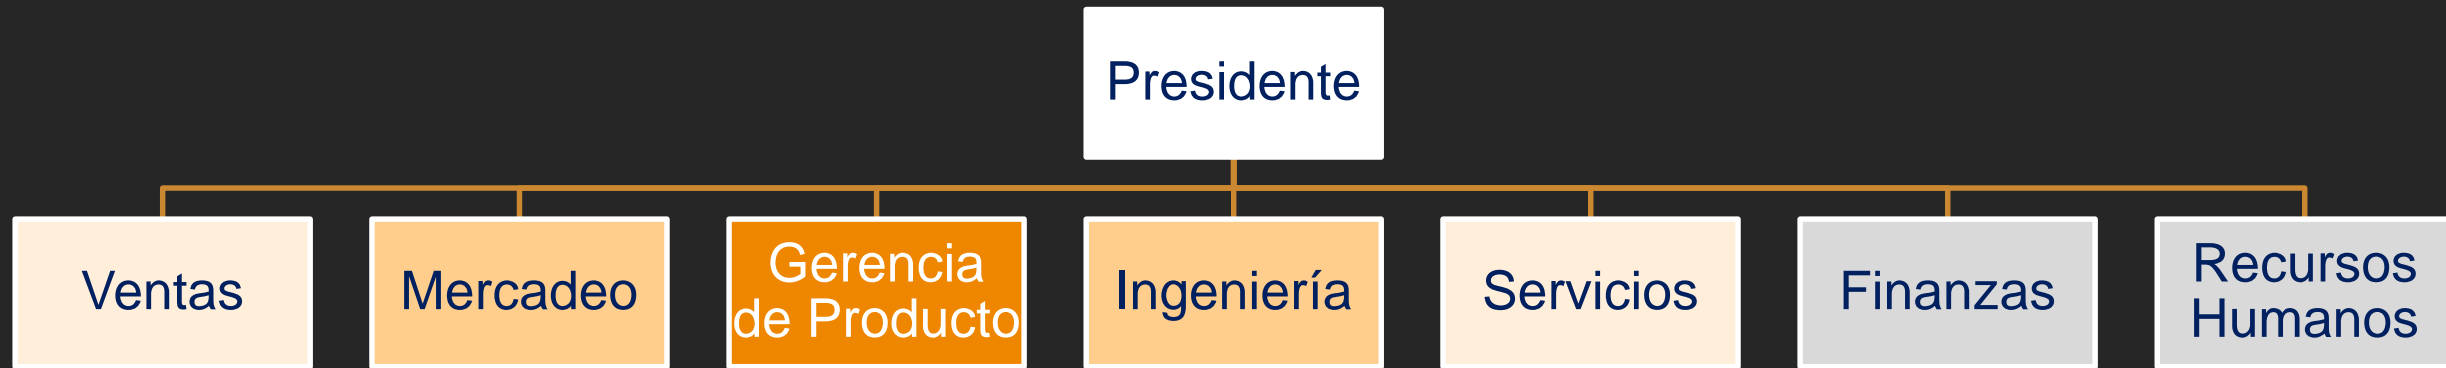 Presidente
Ventas
Mercadeo
Gerencia
de Producto
Ingeniería
Servicios
Finanzas
Recursos
Humanos